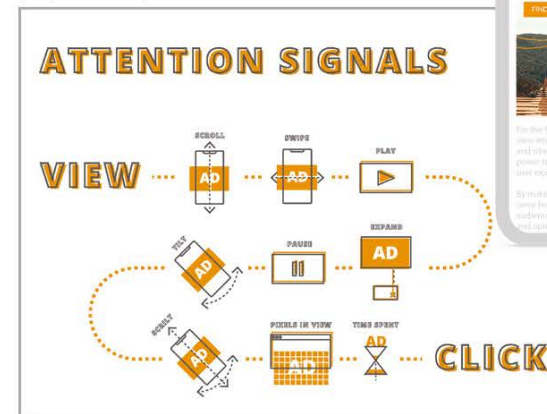 FIND
ATTENTION SIGNALS
SCROLL
SWIPE
PLAY
VIEW
AD
AD
TILT
PAUSE
EXPAND
AD
AD
SCRILT
PIXELS IN VIEW
TIME SPENT
AD
AD
AD
CLICK